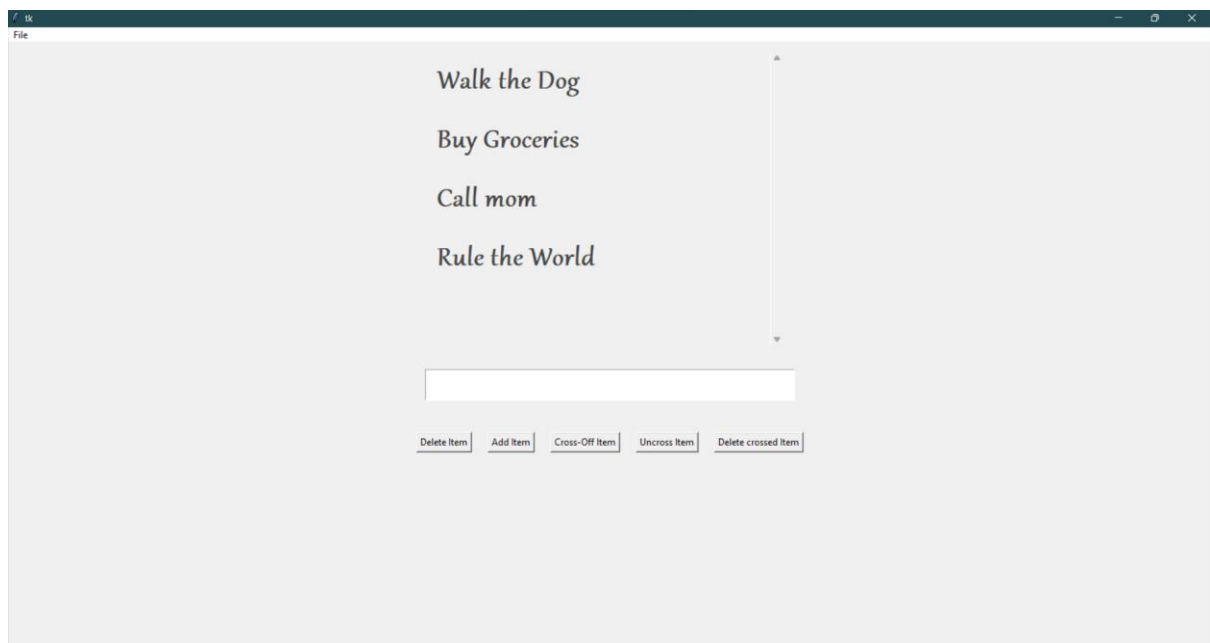 tk
File
Walk the Dog
Buy Groceries
Call mom
Rule the World
Delete Item Add Item Cross-Off Item Uncross Item Delete crossed Item